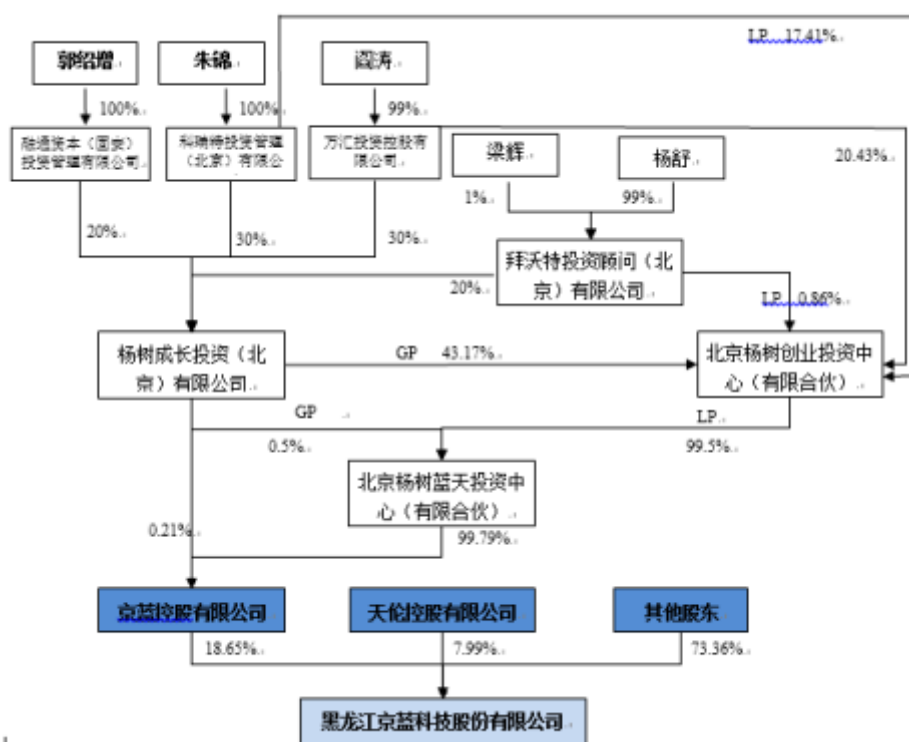 LP 17.41%
郭绍增
朱锦
阎涛
100%
100%
99%
融通资本（固安）
投资管理有限公司
科瑞特投资管理
（北京）有限公
万汇投资控股有
限公司
梁辉
杨舒
20.43%
1%
99%
20%
30%
30%
拜沃特投资顾问（北
京）有限公司
20%
LP 0.86%
杨树成长投资（北
京）有限公司
GP 43.17%
北京杨树创业投资中
心（有限合伙）
GP
LP
0.5%
99.5%
北京杨树蓝天投资中
心（有限合伙）
0.21%
99.79%
京蓝控股有限公司
天伦控股有限公司
其他股东
18.65%
7.99%
73.36%
黑龙江京蓝科技股份有限公司